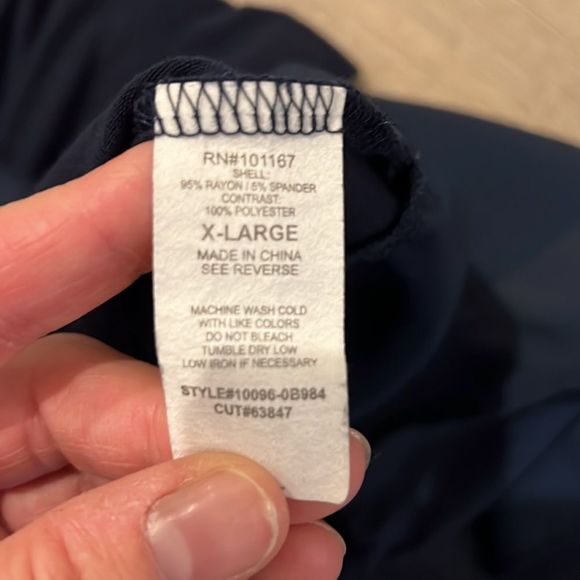 RN#101167
SHELL:
95% RAYON / 5% SPANDER
CONTRAST:
100% POLYESTER
X-LARGE
MADE IN CHINA
SEE REVERSE
MACHINE WASH COLD
WITH LIKE COLORS
DO NOT BLEACH
TUMBLE DRY LOW
LOW IRON IF NECESSARY
STYLE#10096-0B984
CUT#63847